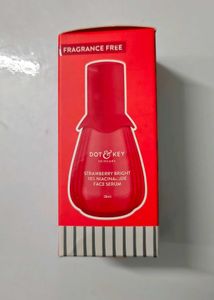 FRAGRANCE FREE
DOT & KEY
SKINCARE
STRAWBERRY BRIGHT
10% NIACINAMIDE
FACE SERUM